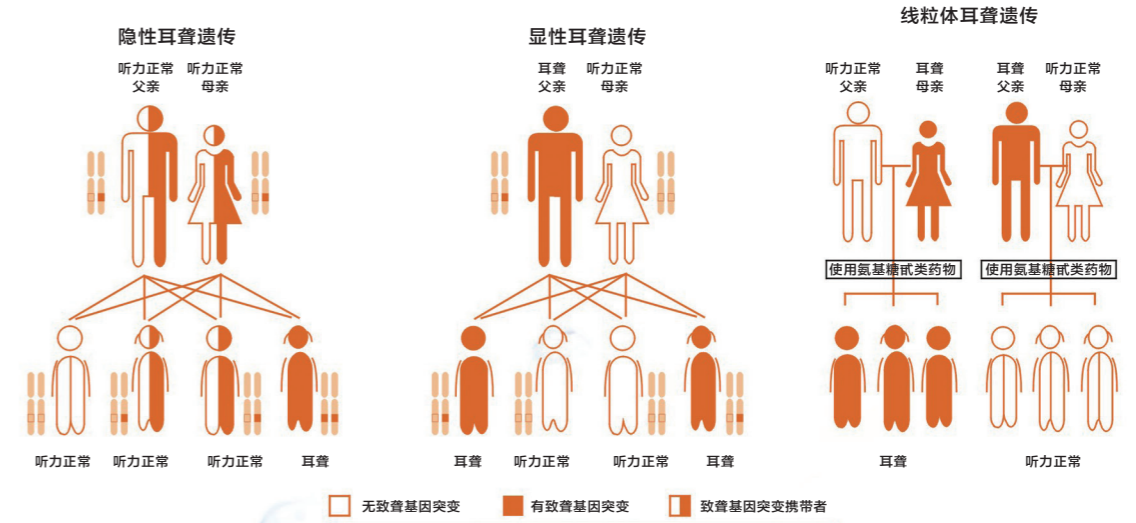 隐性耳聋遗传
听力正常 听力正常
父亲 母亲
听力正常 听力正常 听力正常 耳聋
显性耳聋遗传
耳聋 听力正常
父亲 母亲
耳聋 听力正常 听力正常 耳聋
线粒体耳聋遗传
听力正常 耳聋 耳聋 听力正常
父亲 母亲 父亲 母亲
使用氨基糖甙类药物 使用氨基糖甙类药物
耳聋 听力正常
无致聋基因突变 有致聋基因突变 致聋基因突变携带者